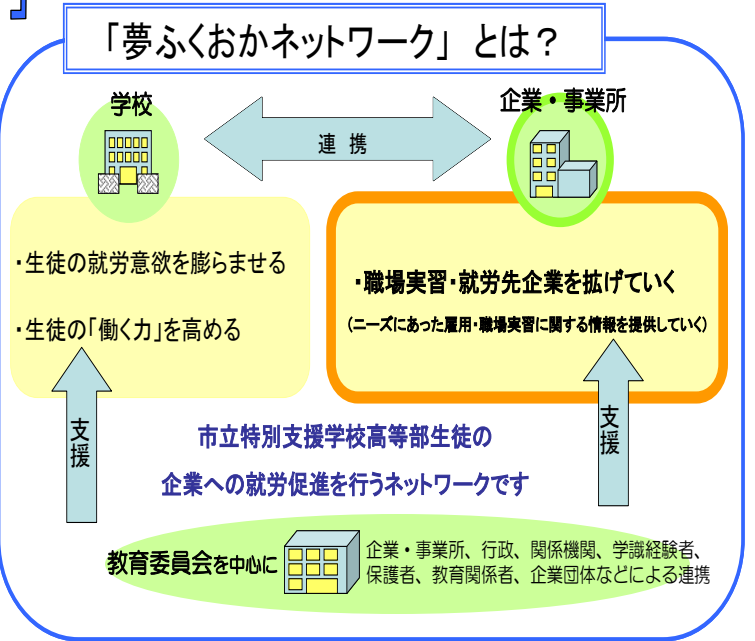 」
「夢ふくおかネットワーク」 とは？
学校
企業・事業所
連 携
・生徒の就労意欲を膨らませる
・生徒の「働く力」を高める
・職場実習・就労先企業を拡げていく
（ニーズにあった雇用・職場実習に関する情報を提供していく）
支援
支援
市立特別支援学校高等部生徒の
企業への就労促進を行うネットワークです
教育委員会を中心に
企業・事業所、行政、関係機関、学識経験者、
保護者、教育関係者、企業団体などによる連携